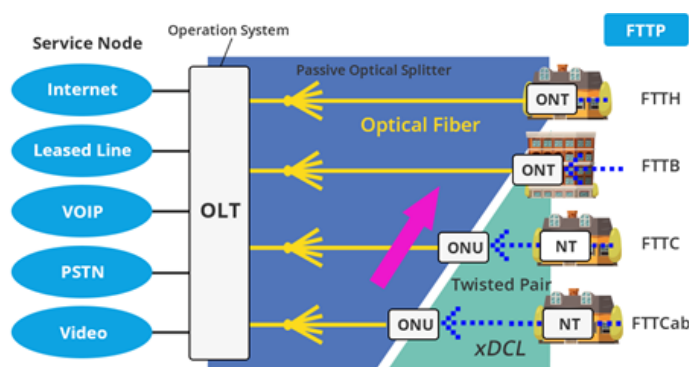 Service Node
Operation System
FTTP
Internet
Passive Optical Splitter
ONT
FTTH
Optical Fiber
Leased Line
ONT
FTTB
VOIP
OLT
ONU
NT
FTTC
PSTN
Twisted Pair
Video
ONU
NT
FTTCab
xDCL